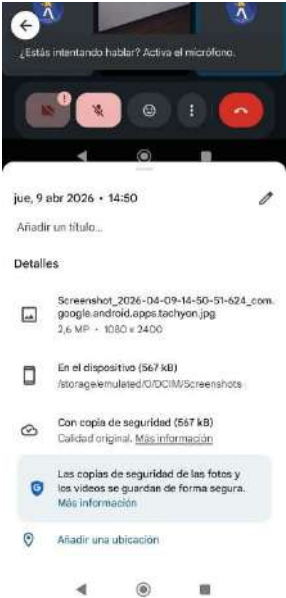 ¿Estás intentando hablar? Activa el micrófono.
jue, 9 abr 2026 • 14:50
Añadir un título...
Detalles
Screenshot_2026-04-09-14-50-51-624_com.
google.android.apps.tachyon.jpg
2,6 MP • 1080 x 2400
En el dispositivo (567 kB)
/storage/emulated/0/DCIM/Screenshots
Con copia de seguridad (567 kB)
Calidad original. Más información
Las copias de seguridad de las fotos y
los vídeos se guardan de forma segura.
Más información
Añadir una ubicación